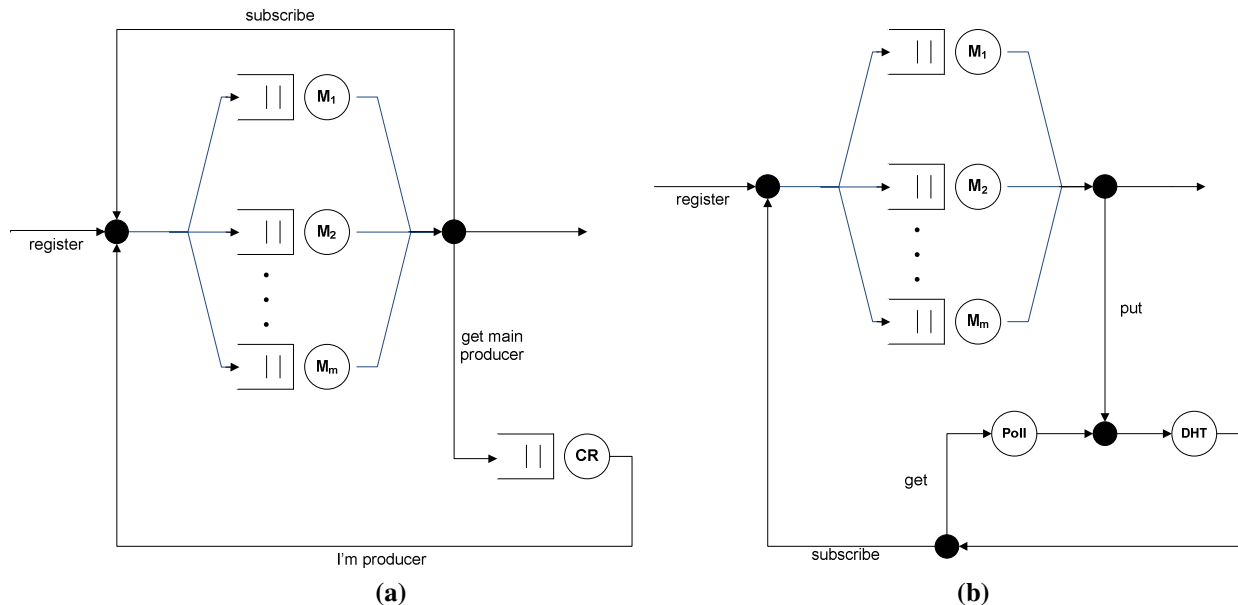 subscribe
M1
register
M2
Mm
get main
producer
CR
I'm producer
(a)
M1
register
M2
Mm
put
Poll
DHT
get
subscribe
(b)